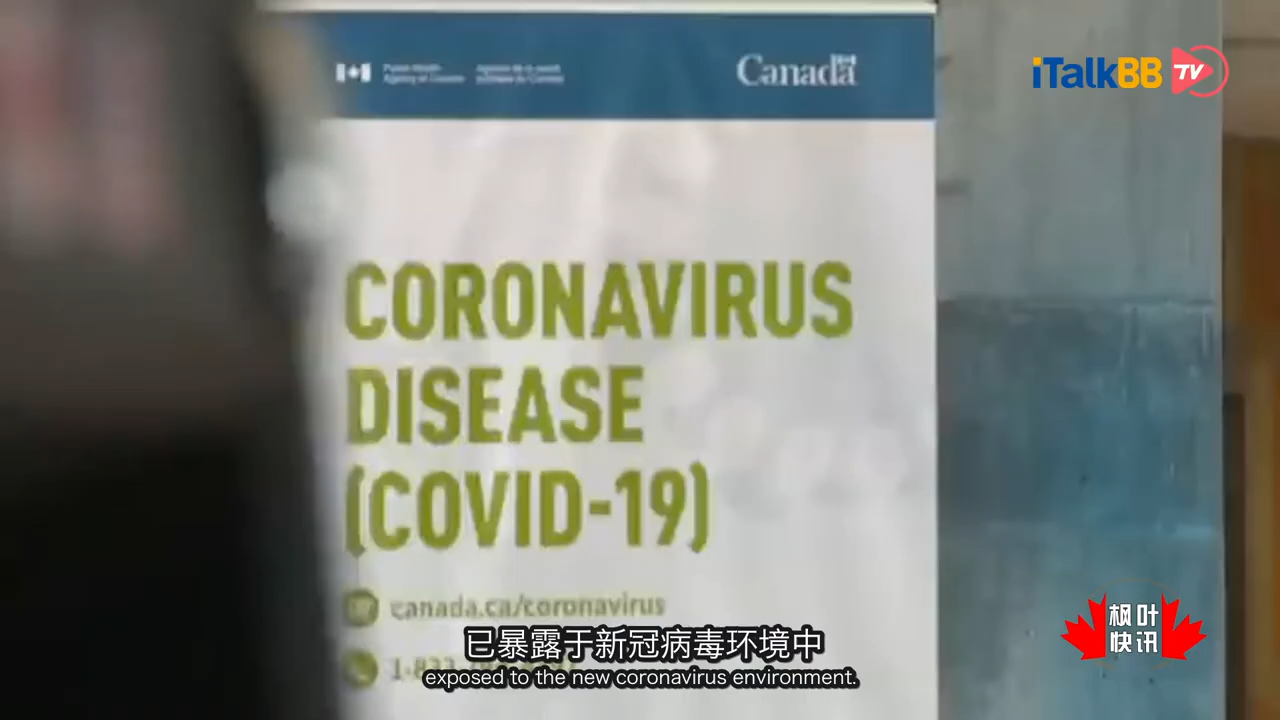 Canada
iTalkBB TV
CORONAVIRUS
DISEASE
(COVID-19)
canada.ca/coronavirus
已暴露于新冠病毒环境中
exposed to the new coronavirus environment.
枫叶
快讯